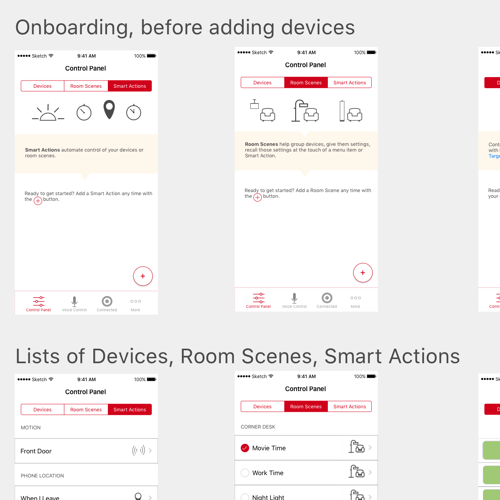 Onboarding, before adding devices
●●●●● Sketch 9:41 AM 100%
Control Panel
Devices Room Scenes Smart Actions
Smart Actions automate control of your devices or
room scenes.
Ready to get started? Add a Smart Action any time with
the + button.
+
Control Panel Voice Control Connected More
●●●●● Sketch 9:41 AM 100%
Control Panel
Devices Room Scenes Smart Actions
Room Scenes help group devices, give them settings,
recall those settings at the touch of a menu item or
Smart Action.
Ready to get started? Add a Room Scene any time with
the + button.
+
Control Panel Voice Control Connected More
Lists of Devices, Room Scenes, Smart Actions
●●●●● Sketch 9:41 AM 100%
Control Panel
Devices Room Scenes Smart Actions
MOTION
Front Door
PHONE LOCATION
When I Leave
●●●●● Sketch 9:41 AM 100%
Control Panel
Devices Room Scenes Smart Actions
CORNER DESK
Movie Time
Work Time
Night Light